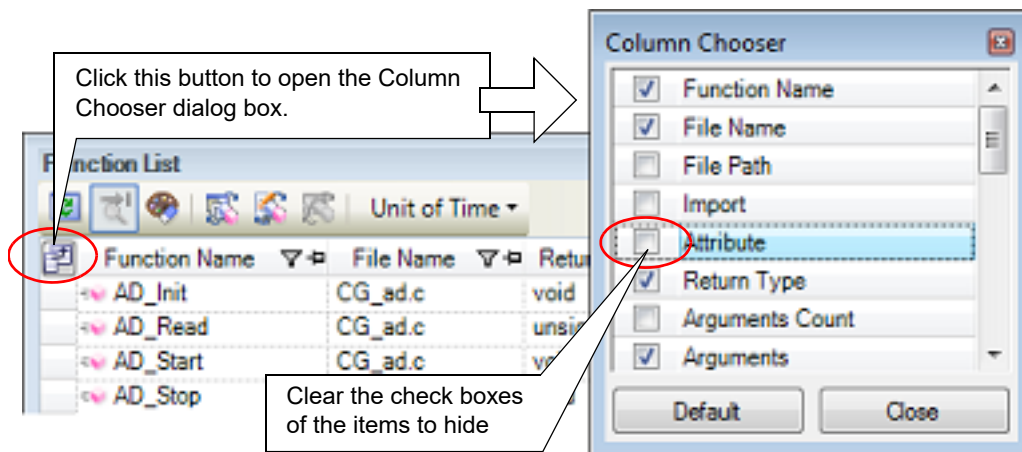 Click this button to open the Column
Chooser dialog box.
Function List
Unit of Time
Function Name File Name
AD_Init CG_ad.c void
AD_Read CG_ad.c
AD_Start CG_ad.c
AD_Stop
Clear the check boxes
of the items to hide
Column Chooser
Function Name
File Name
File Path
Import
Attribute
Return Type
Arguments Count
Arguments
Default Close